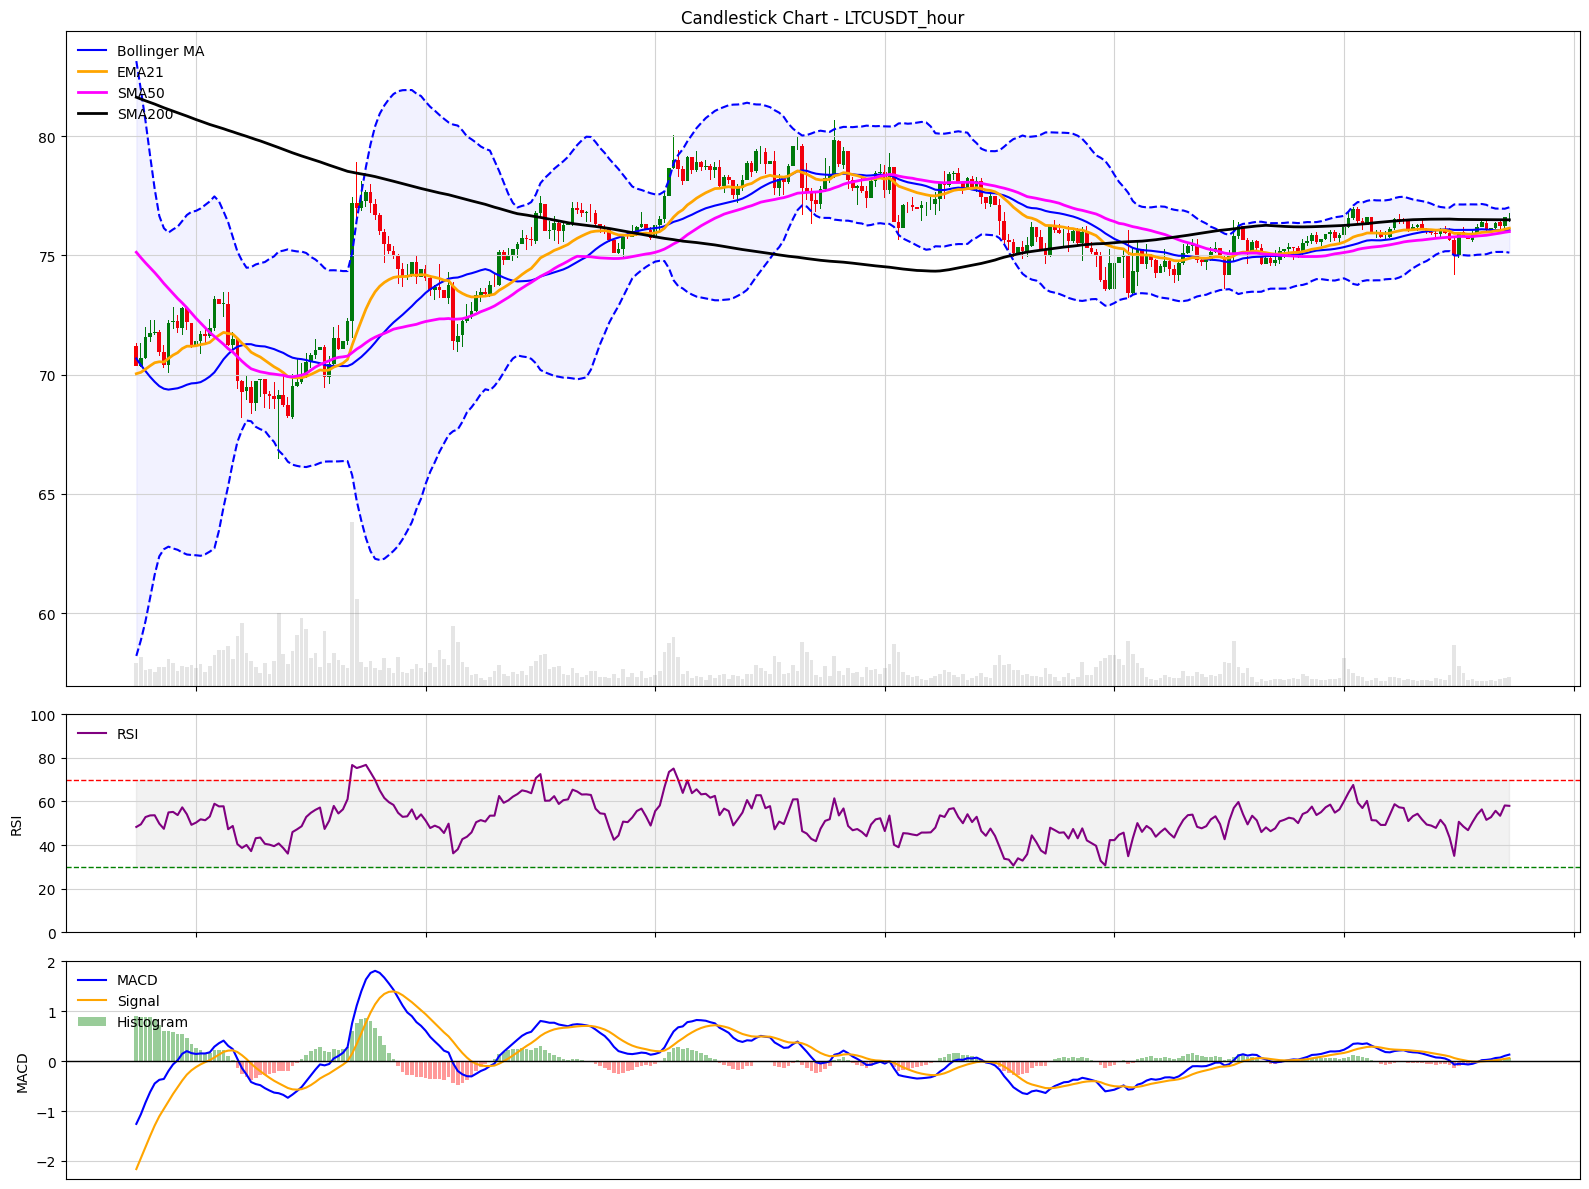 Candlestick Chart - LTCUSDT_hour
Bollinger MA
EMA21
SMA50
SMA200
80
75
70
65
60
100
80
60
40
20
0
RSI
RSI
2
1
0
−1
−2
MACD
MACD
Signal
Histogram